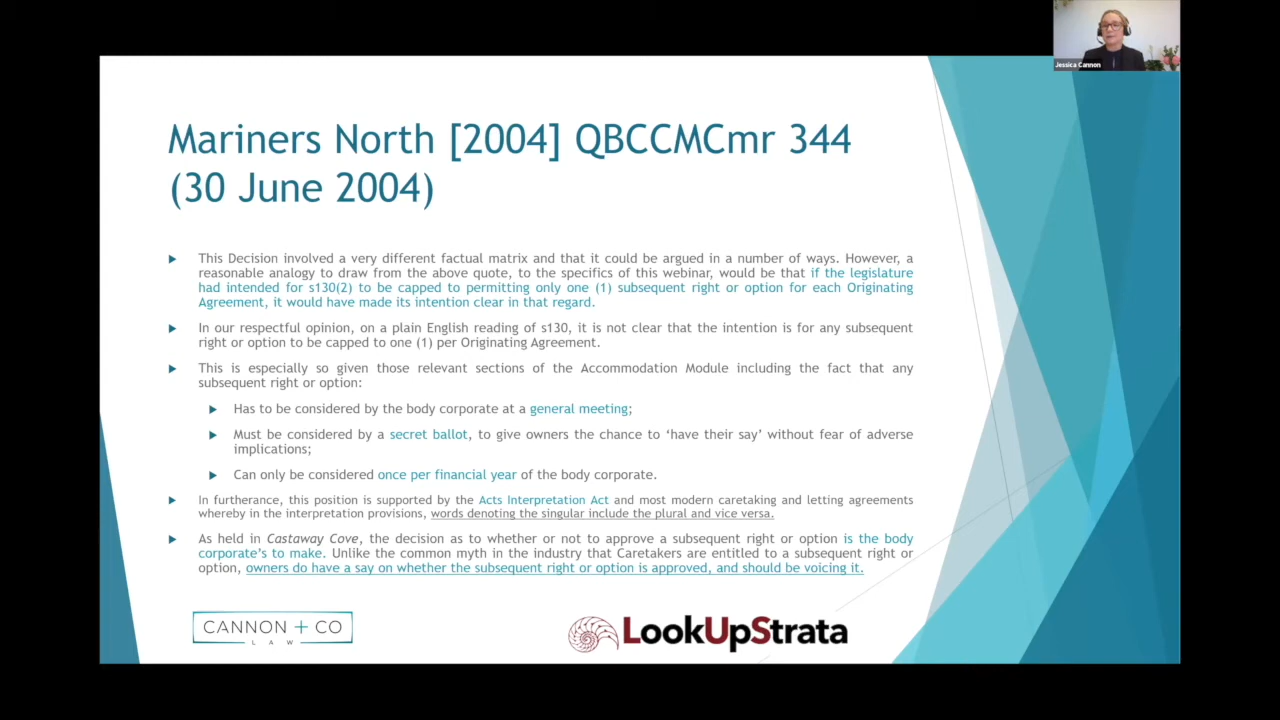 Jessica Cannon
Mariners North [2004] QBCCMCmr 344
(30 June 2004)
This Decision involved a very different factual matrix and that it could be argued in a number of ways. However, a
reasonable analogy to draw from the above quote, to the specifics of this webinar, would be that if the legislature
had intended for s130(2) to be capped to permitting only one (1) subsequent right or option for each Originating
Agreement, it would have made its intention clear in that regard.
In our respectful opinion, on a plain English reading of s130, it is not clear that the intention is for any subsequent
right or option to be capped to one (1) per Originating Agreement.
This is especially so given those relevant sections of the Accommodation Module including the fact that any
subsequent right or option:
Has to be considered by the body corporate at a general meeting;
Must be considered by a secret ballot, to give owners the chance to ‘have their say’ without fear of adverse
implications;
Can only be considered once per financial year of the body corporate.
In furtherance, this position is supported by the Acts Interpretation Act and most modern caretaking and letting agreements
whereby in the interpretation provisions, words denoting the singular include the plural and vice versa.
As held in Castaway Cove, the decision as to whether or not to approve a subsequent right or option is the body
corporate’s to make. Unlike the common myth in the industry that Caretakers are entitled to a subsequent right or
option, owners do have a say on whether the subsequent right or option is approved, and should be voicing it.
CANNON + CO
LAW
LookUpStrata